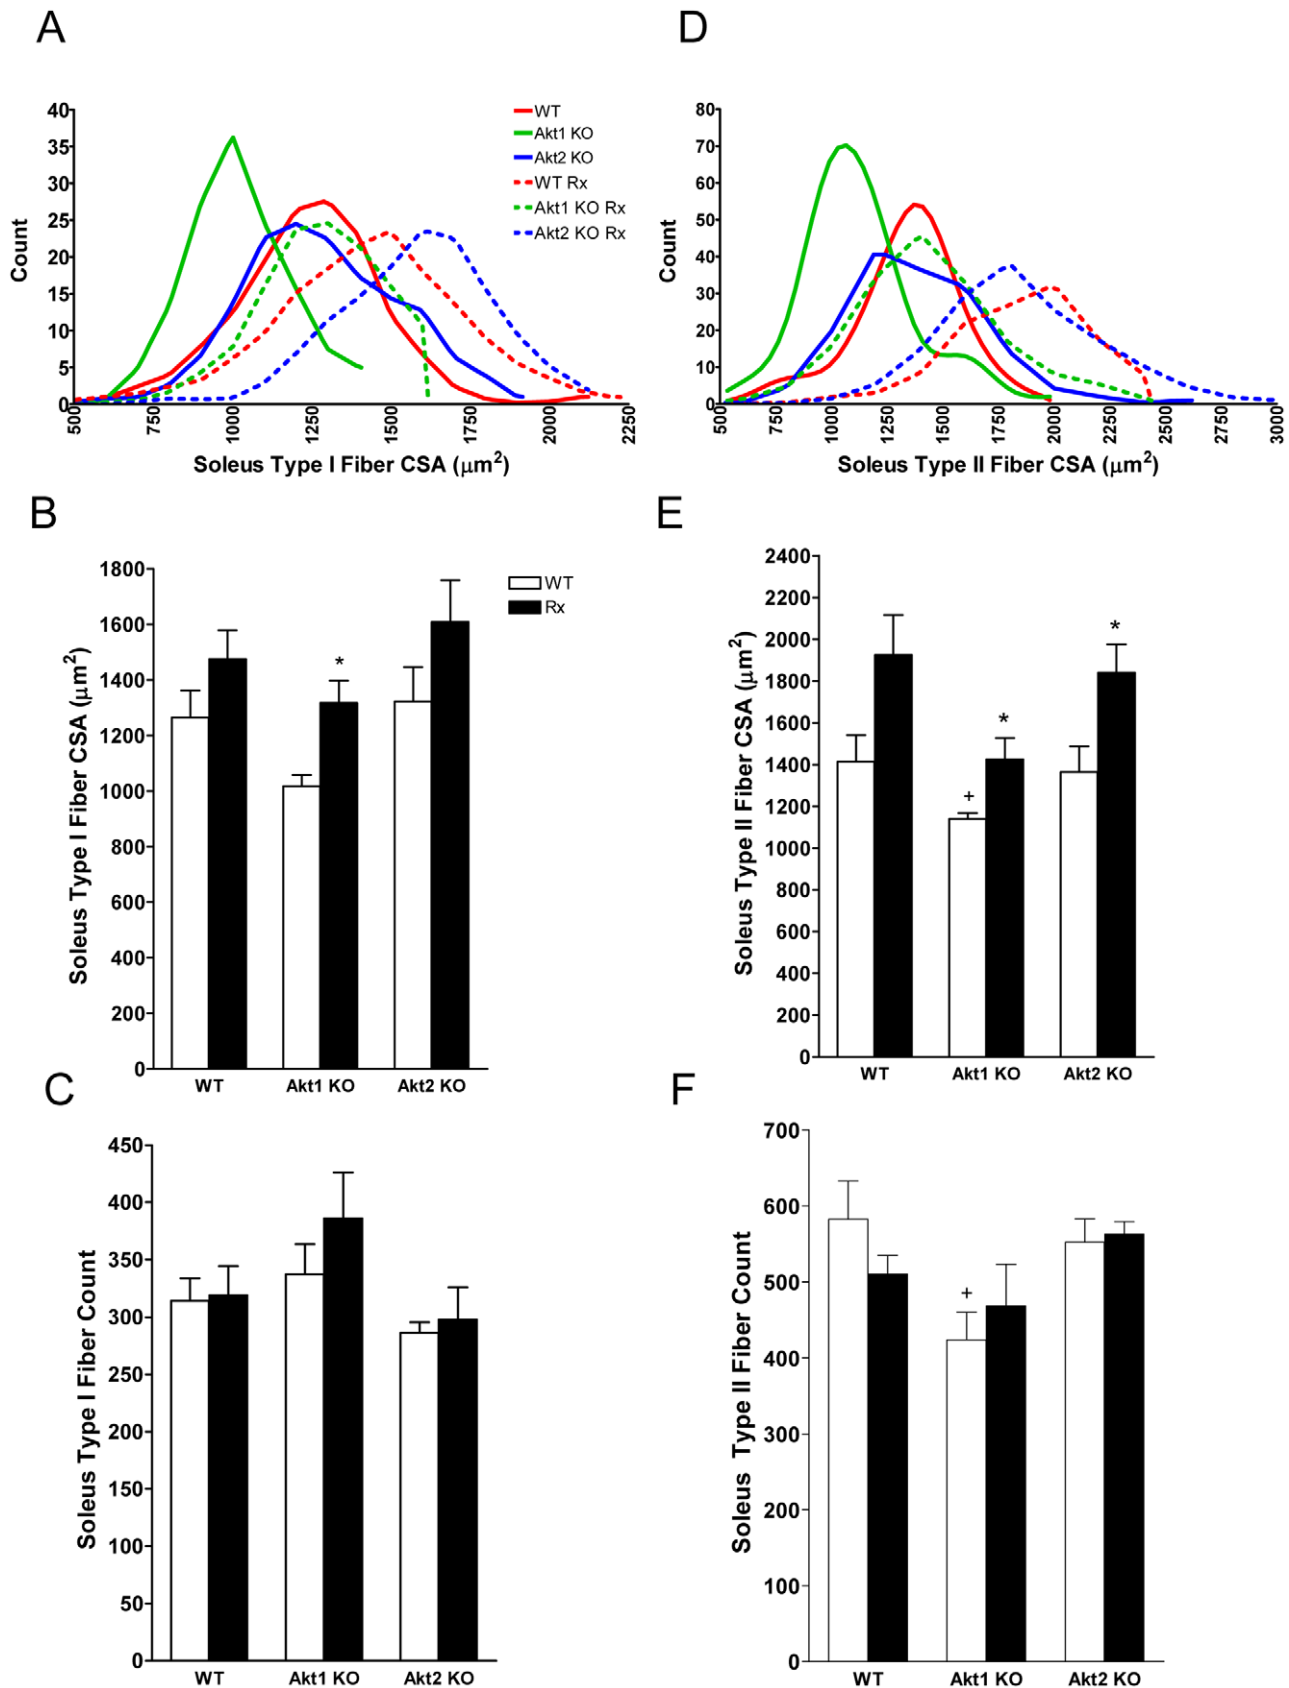 A
D
40
35
30
25
20
15
10
5
0
Count
500
750
1000
1250
1500
1750
2000
2250
Soleus Type I Fiber CSA (μm²)
WT
Akt1 KO
Akt2 KO
WT Rx
Akt1 KO Rx
Akt2 KO Rx
80
70
60
50
40
30
20
10
0
Count
500
750
1000
1250
1500
1750
2000
2250
2500
2750
3000
Soleus Type II Fiber CSA (μm²)
B
E
1800
1600
1400
1200
1000
800
600
400
200
0
Soleus Type I Fiber CSA (μm²)
*
WT
Rx
WT
Akt1 KO
Akt2 KO
2400
2200
2000
1800
1600
1400
1200
1000
800
600
400
200
0
Soleus Type II Fiber CSA (μm²)
+
*
*
WT
Akt1 KO
Akt2 KO
C
F
450
400
350
300
250
200
150
100
50
0
Soleus Type I Fiber Count
WT
Akt1 KO
Akt2 KO
700
600
500
400
300
200
100
0
Soleus Type II Fiber Count
+
WT
Akt1 KO
Akt2 KO